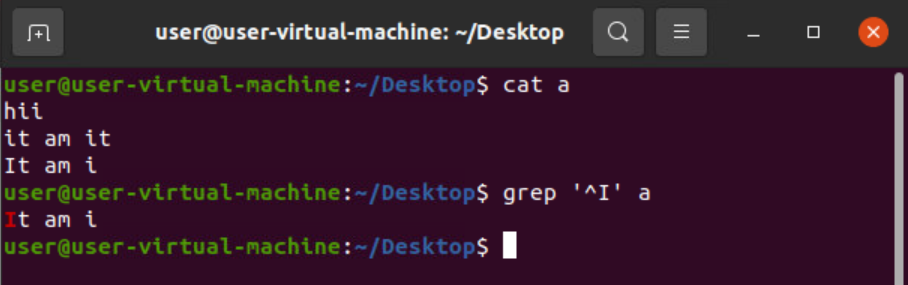 user@user-virtual-machine: ~/Desktop
user@user-virtual-machine:~/Desktop$ cat a
hii
it am it
It am i
user@user-virtual-machine:~/Desktop$ grep '^I' a
It am i
user@user-virtual-machine:~/Desktop$